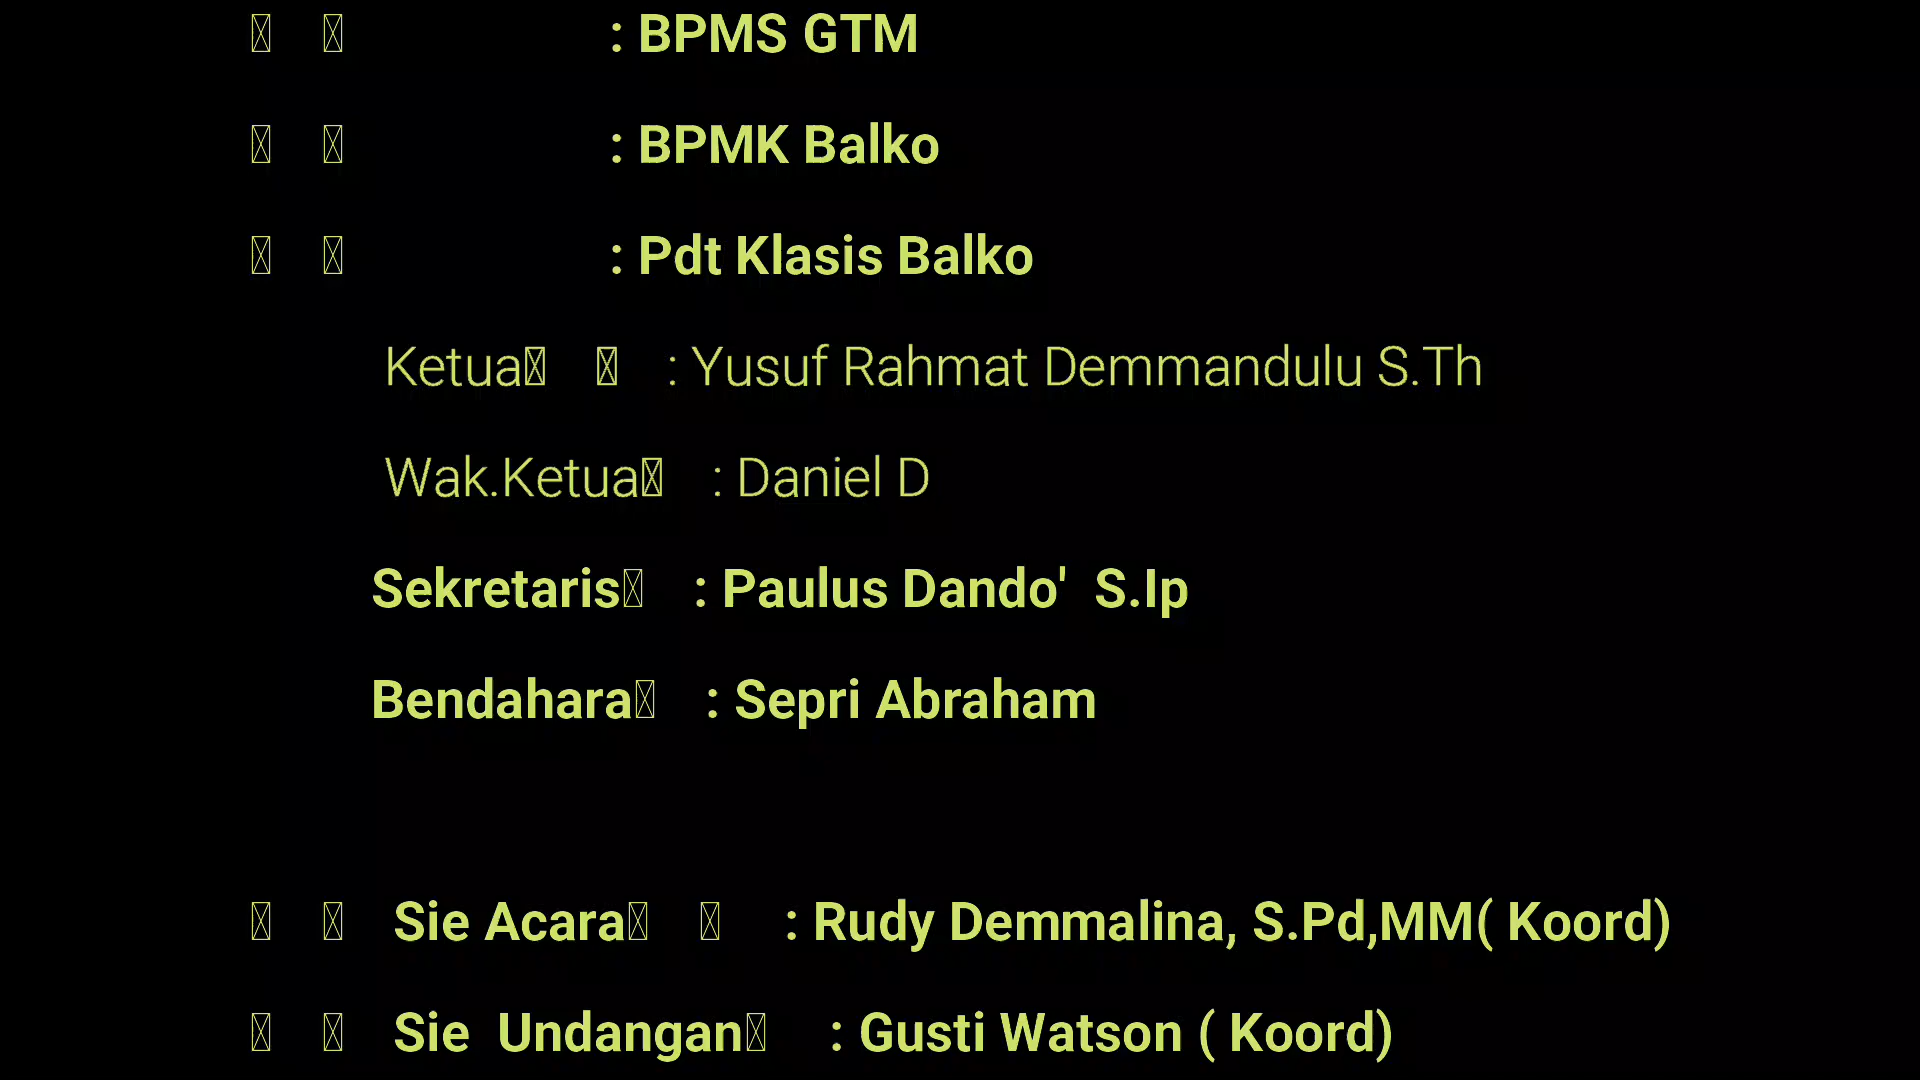 : BPMS GTM
: BPMK Balko
: Pdt Klasis Balko
Ketua : Yusuf Rahmat Demmandulu S.Th
Wak.Ketua : Daniel D
Sekretaris : Paulus Dando' S.Ip
Bendahara : Sepri Abraham
Sie Acara : Rudy Demmalina, S.Pd,MM( Koord)
Sie Undangan : Gusti Watson ( Koord)